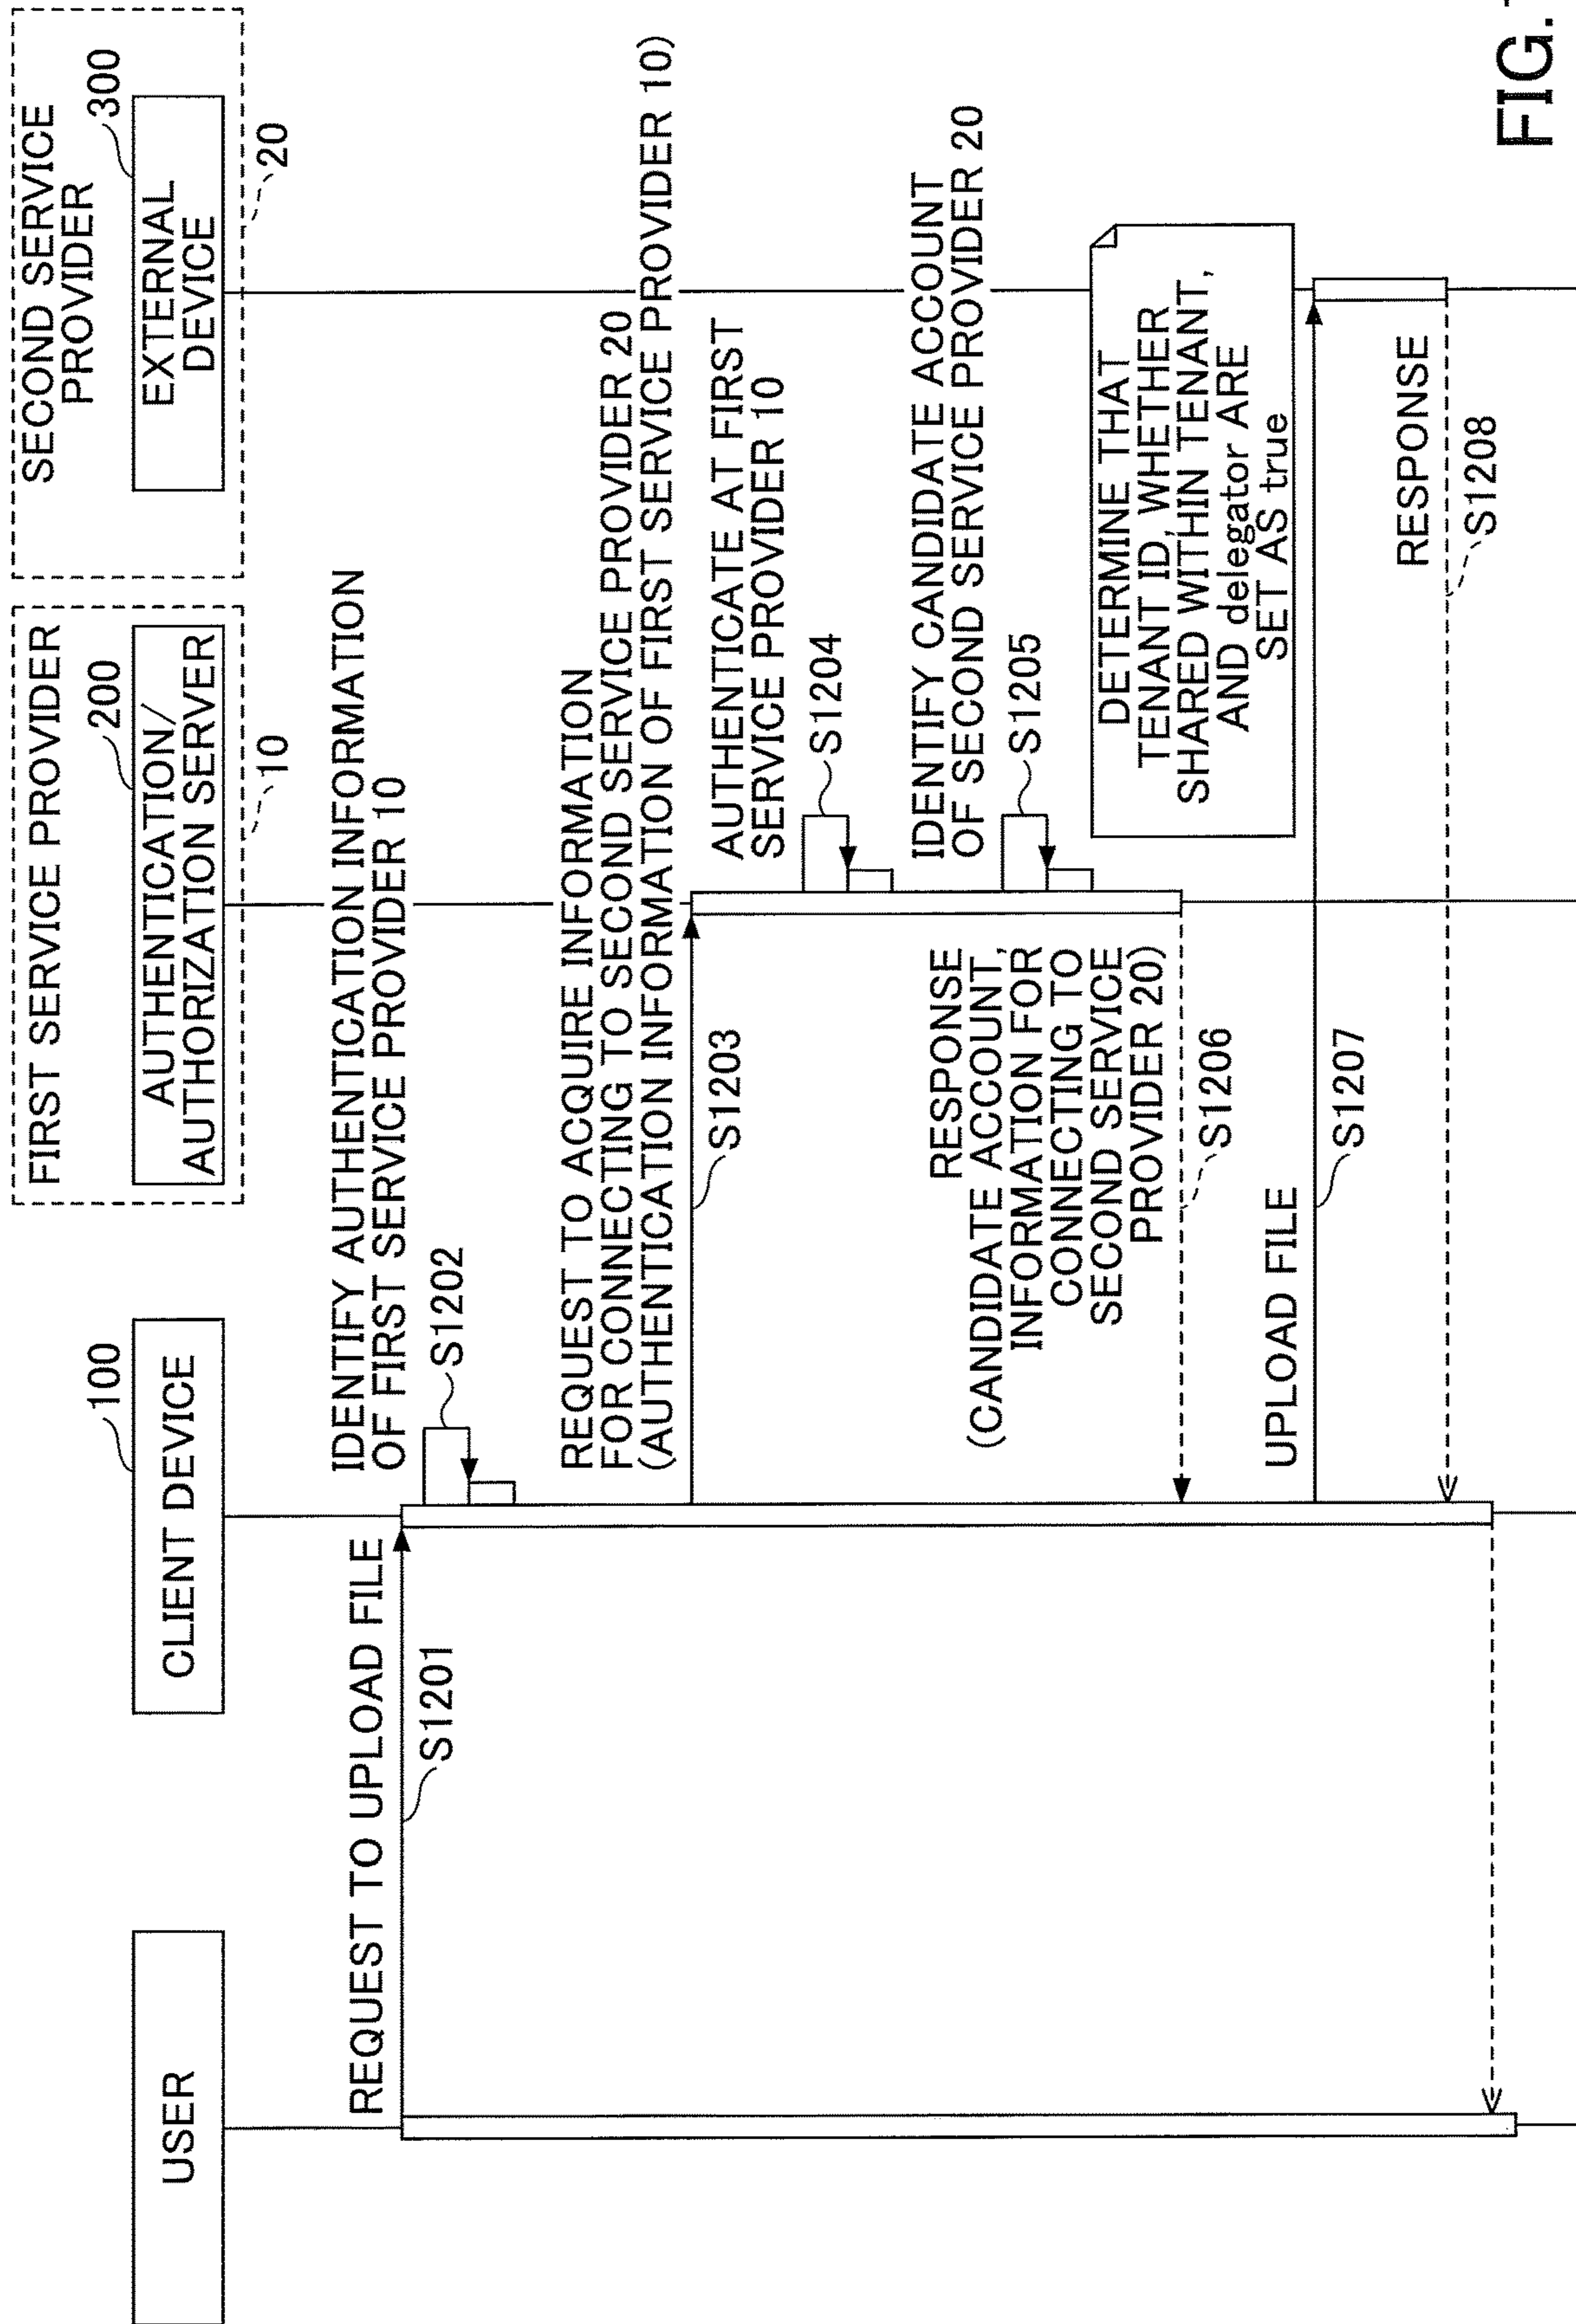 USER
100
CLIENT DEVICE
FIRST SERVICE PROVIDER
200
AUTHENTICATION/
AUTHORIZATION SERVER
10
SECOND SERVICE
PROVIDER
300
EXTERNAL
DEVICE
20
REQUEST TO UPLOAD FILE
S1201
IDENTIFY AUTHENTICATION INFORMATION
OF FIRST SERVICE PROVIDER 10
S1202
REQUEST TO ACQUIRE INFORMATION
FOR CONNECTING TO SECOND SERVICE PROVIDER 20
(AUTHENTICATION INFORMATION OF FIRST SERVICE PROVIDER 10)
S1203
AUTHENTICATE AT FIRST
SERVICE PROVIDER 10
S1204
IDENTIFY CANDIDATE ACCOUNT
OF SECOND SERVICE PROVIDER 20
S1205
RESPONSE
(CANDIDATE ACCOUNT,
INFORMATION FOR
CONNECTING TO
SECOND SERVICE
PROVIDER 20)
S1206
DETERMINE THAT
TENANT ID, WHETHER
SHARED WITHIN TENANT,
AND delegator ARE
SET AS true
UPLOAD FILE
S1207
RESPONSE
S1208
FIG.